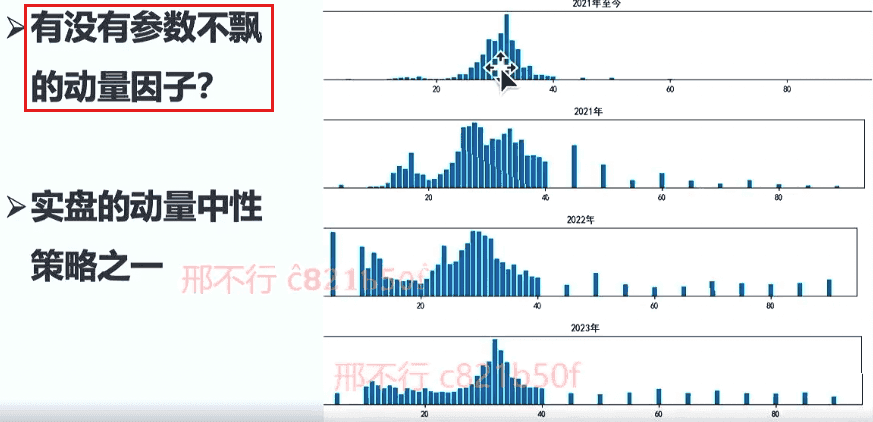 ➢有没有参数不飘
的动量因子?
➢实盘的动量中性
策略之一
2021年至今
20 40 60 80
2021年
20 40 60 80
2022年
20 40 60 80
2023年
20 40 60 80
邢不行 c821b50f
邢不行 c821b50f